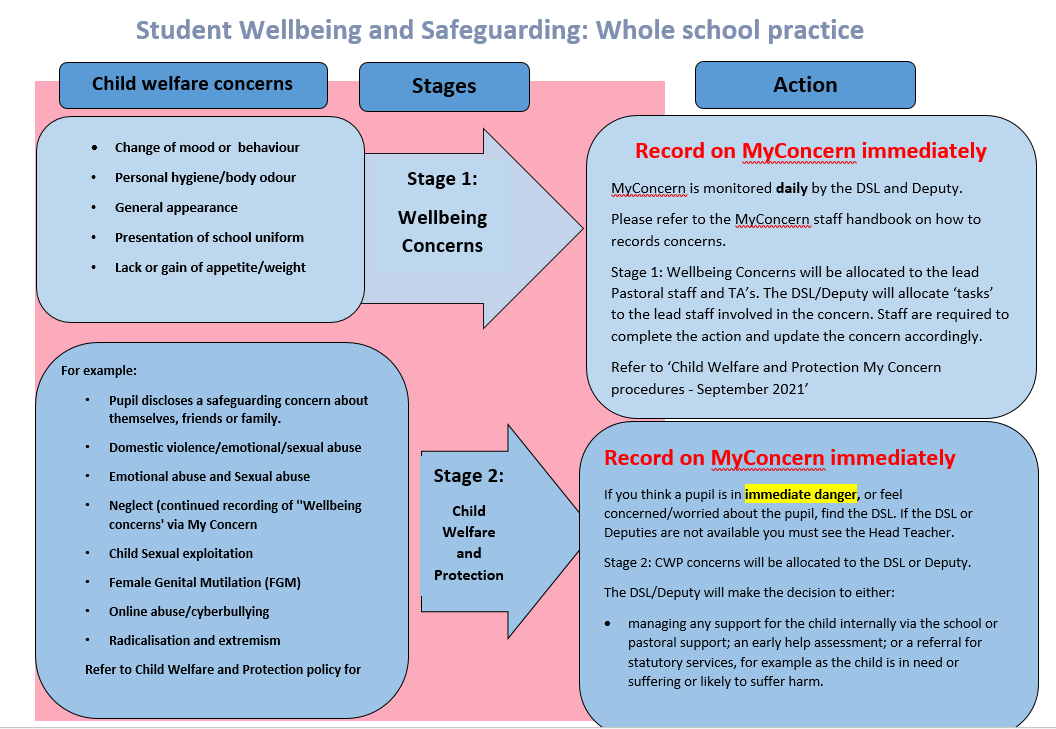 Student Wellbeing and Safeguarding: Whole school practice
Child welfare concerns
Stages
Action
• Change of mood or  behaviour
• Personal hygiene/body odour
• General appearance
• Presentation of school uniform
• Lack or gain of appetite/weight
Stage 1:
Wellbeing
Concerns
Record on MyConcern immediately
MyConcern is monitored daily by the DSL and Deputy.
Please refer to the MyConcern staff handbook on how to
records concerns.
Stage 1: Wellbeing Concerns will be allocated to the lead
Pastoral staff and TA’s. The DSL/Deputy will allocate ‘tasks’
to the lead staff involved in the concern. Staff are required to
complete the action and update the concern accordingly.
Refer to ‘Child Welfare and Protection My Concern
procedures - September 2021’
For example:
• Pupil discloses a safeguarding concern about
themselves, friends or family.
• Domestic violence/emotional/sexual abuse
• Emotional abuse and Sexual abuse
• Neglect (continued recording of ''Wellbeing
concerns' via My Concern
• Child Sexual exploitation
• Female Genital Mutilation (FGM)
• Online abuse/cyberbullying
• Radicalisation and extremism
Refer to Child Welfare and Protection policy for
Stage 2:
Child
Welfare
and
Protection
Record on MyConcern immediately
If you think a pupil is in immediate danger, or feel
concerned/worried about the pupil, find the DSL. If the DSL or
Deputies are not available you must see the Head Teacher.
Stage 2: CWP concerns will be allocated to the DSL or Deputy.
The DSL/Deputy will make the decision to either:
• managing any support for the child internally via the school or
pastoral support; an early help assessment; or a referral for
statutory services, for example as the child is in need or
suffering or likely to suffer harm.